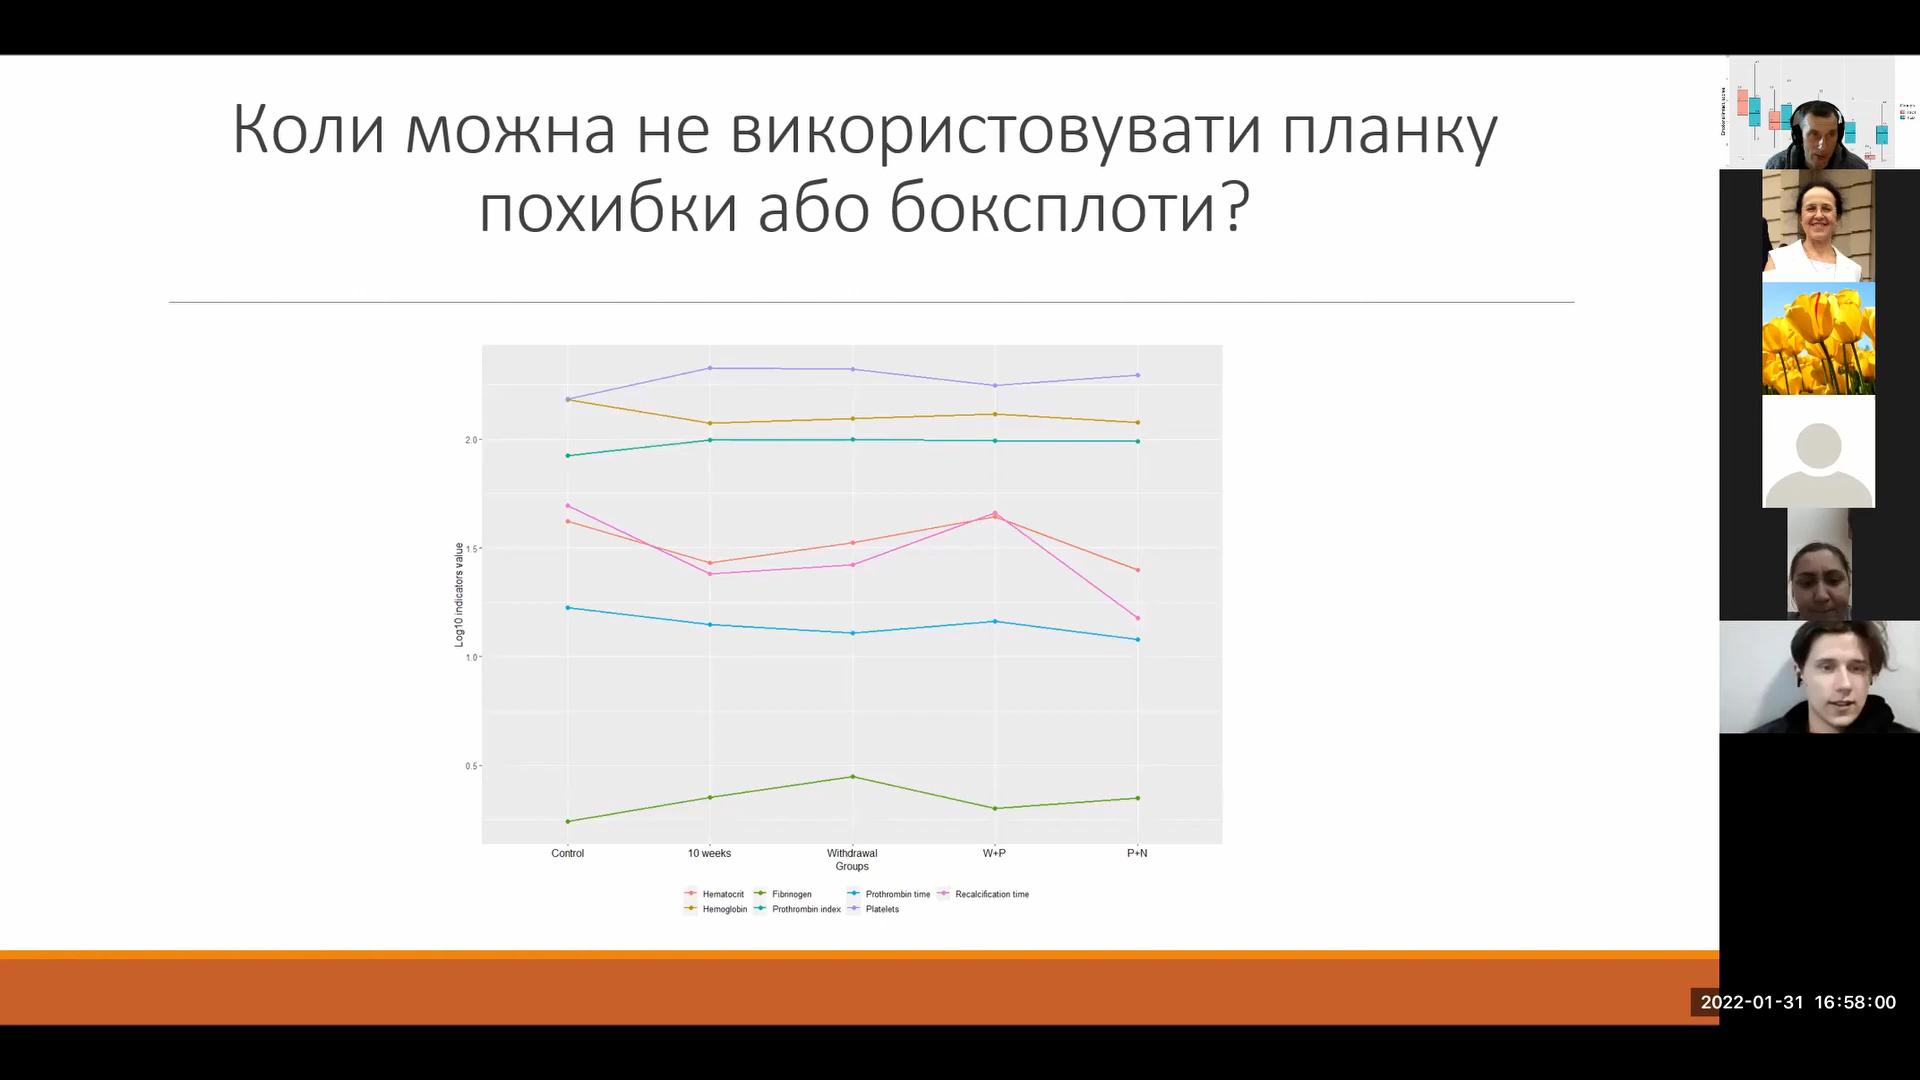 Коли можна не використовувати планку
похибки або боксплоти?
Log10 indicators value
2.0
1.5
1.0
0.5
Control
10 weeks
Withdrawal
W+P
P+N
Groups
Hematocrit
Fibrinogen
Prothrombin time
Recalcification time
Hemoglobin
Prothrombin index
Platelets
2022-01-31 16:58:00